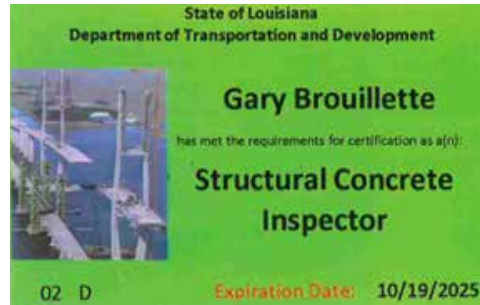 State of Louisiana
Department of Transportation and Development
Gary Brouillette
has met the requirements for certification as a(n):
Structural Concrete
Inspector
02 D
Expiration Date: 10/19/2025